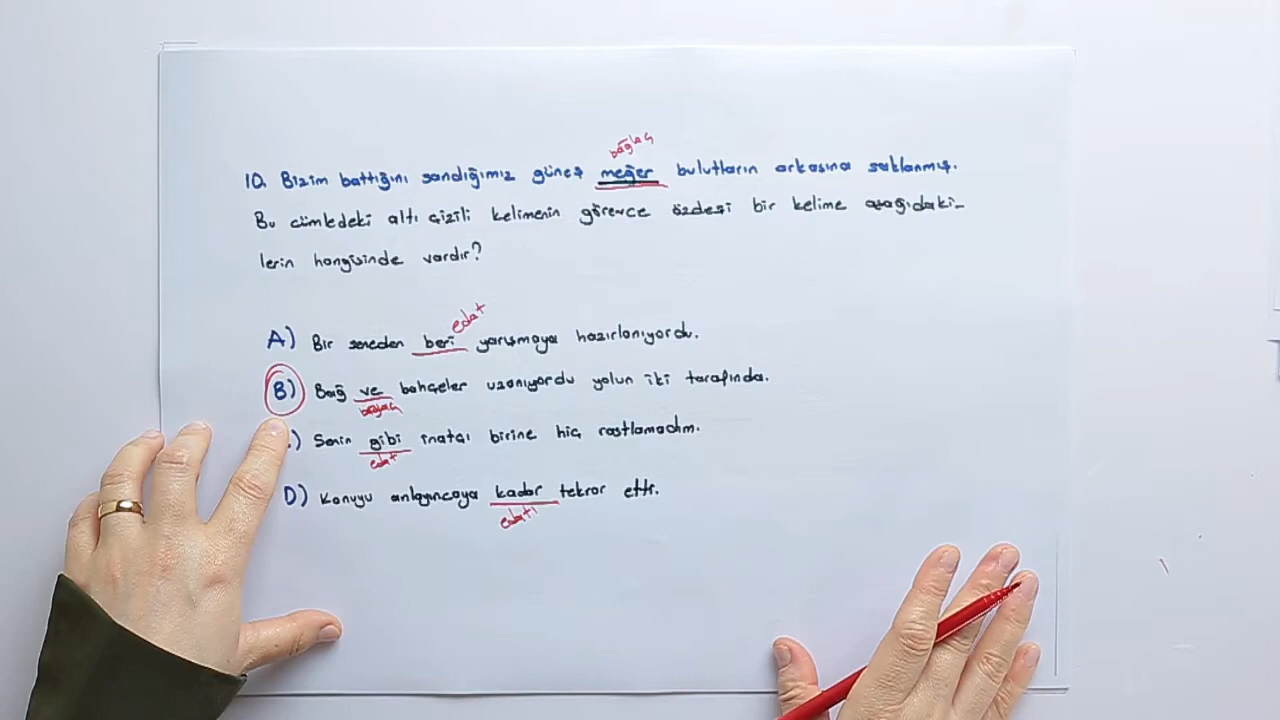 bağlaç
10. Bizim battığını sandığımız güneş meğer bulutların arkasına saklanmış.
Bu cümledeki altı çizili kelimenin görevce özdeşi bir kelime aşağıdaki-
lerin hangisinde vardır?
edat
A) Bir seneden beri yarışmaya hazırlanıyordu.
B) Bağ ve bahçeler uzanıyordu yolun iki tarafında.
bağlaç
) Senin gibi inatçı birine hiç rastlamadım.
edat
D) Konuyu anlayıncaya kadar tekrar etti.
edat